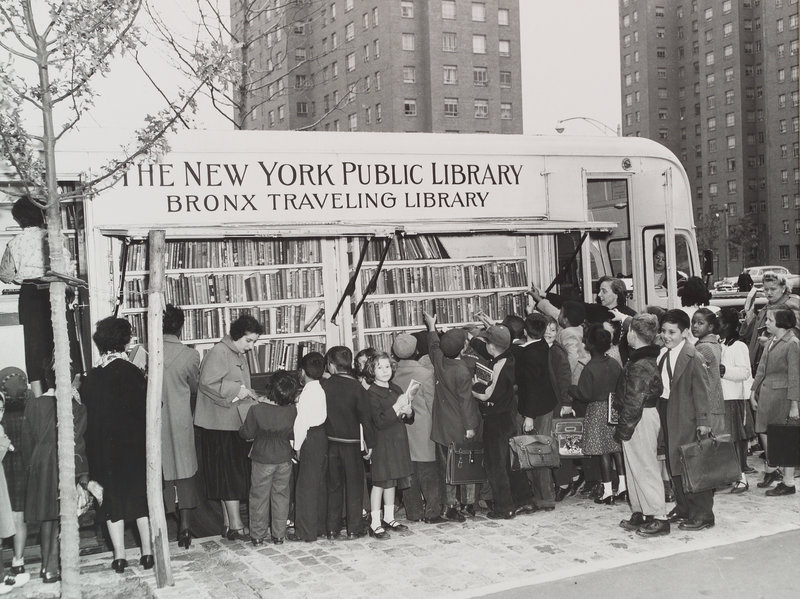 THE NEW YORK PUBLIC LIBRARY
BRONX TRAVELING LIBRARY